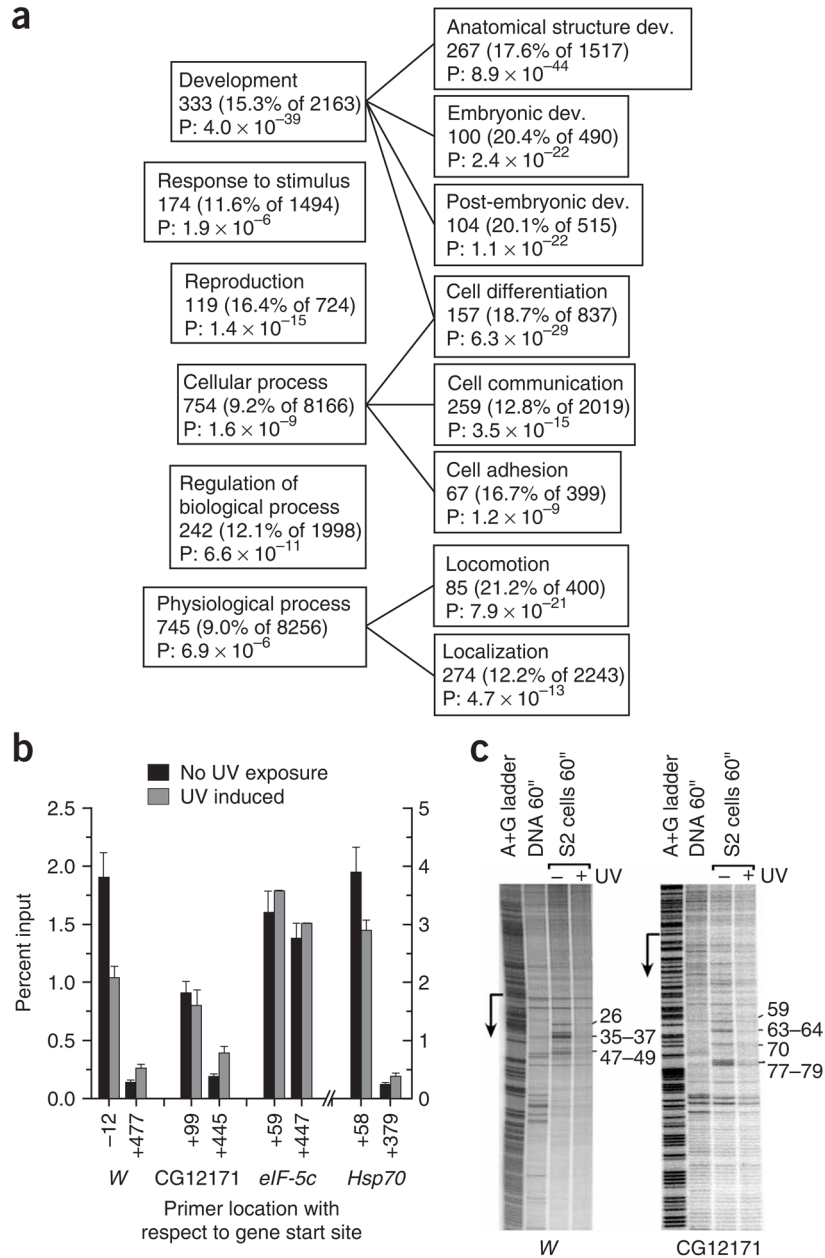 a
Development
333 (15.3% of 2163)
P: 4.0 × 10⁻³⁹
Response to stimulus
174 (11.6% of 1494)
P: 1.9 × 10⁻⁶
Reproduction
119 (16.4% of 724)
P: 1.4 × 10⁻¹⁵
Cellular process
754 (9.2% of 8166)
P: 1.6 × 10⁻⁹
Regulation of
biological process
242 (12.1% of 1998)
P: 6.6 × 10⁻¹¹
Physiological process
745 (9.0% of 8256)
P: 6.9 × 10⁻⁶
Anatomical structure dev.
267 (17.6% of 1517)
P: 8.9 × 10⁻⁴⁴
Embryonic dev.
100 (20.4% of 490)
P: 2.4 × 10⁻²²
Post-embryonic dev.
104 (20.1% of 515)
P: 1.1 × 10⁻²²
Cell differentiation
157 (18.7% of 837)
P: 6.3 × 10⁻²⁹
Cell communication
259 (12.8% of 2019)
P: 3.5 × 10⁻¹⁵
Cell adhesion
67 (16.7% of 399)
P: 1.2 × 10⁻⁹
Locomotion
85 (21.2% of 400)
P: 7.9 × 10⁻²¹
Localization
274 (12.2% of 2243)
P: 4.7 × 10⁻¹³
b
No UV exposure
UV induced
Percent input
2.5
2.0
1.5
1.0
0.5
0.0
5
4
3
2
1
0
−12
+477
+99
+445
+59
+447
+58
+379
W
CG12171
eIF-5c
Hsp70
Primer location with
respect to gene start site
c
A+G ladder
DNA 60"
S2 cells 60"
− + UV
26
35–37
47–49
W
A+G ladder
DNA 60"
S2 cells 60"
− + UV
59
63–64
70
77–79
CG12171